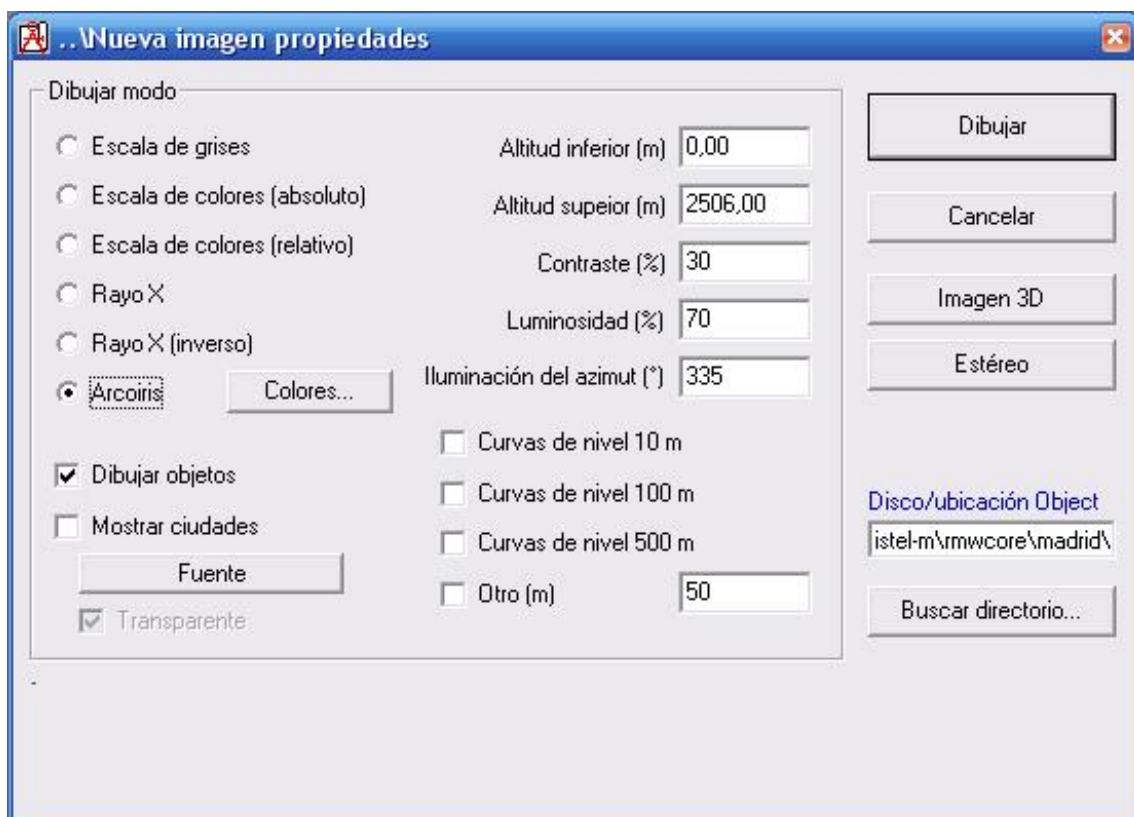 ..\Nueva imagen propiedades
Dibujar modo
Escala de grises
Escala de colores (absoluto)
Escala de colores (relativo)
Rayo X
Rayo X (inverso)
Arcoiris
Colores...
Dibujar objetos
Mostrar ciudades
Fuente
Transparente
Altitud inferior (m) 0,00
Altitud supeior (m) 2506,00
Contraste (%) 30
Luminosidad (%) 70
Iluminación del azimut (°) 335
Curvas de nivel 10 m
Curvas de nivel 100 m
Curvas de nivel 500 m
Otro (m) 50
Dibujar
Cancelar
Imagen 3D
Estéreo
Disco/ubicación Object
istel-m\rmwcore\madrid\
Buscar directorio...